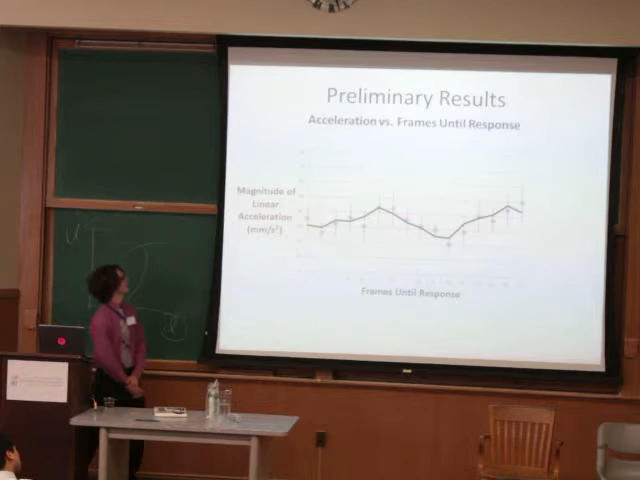 Preliminary Results
Acceleration vs. Frames Until Response
Magnitude of
Linear
Acceleration
(mm/s²)
Frames Until Response